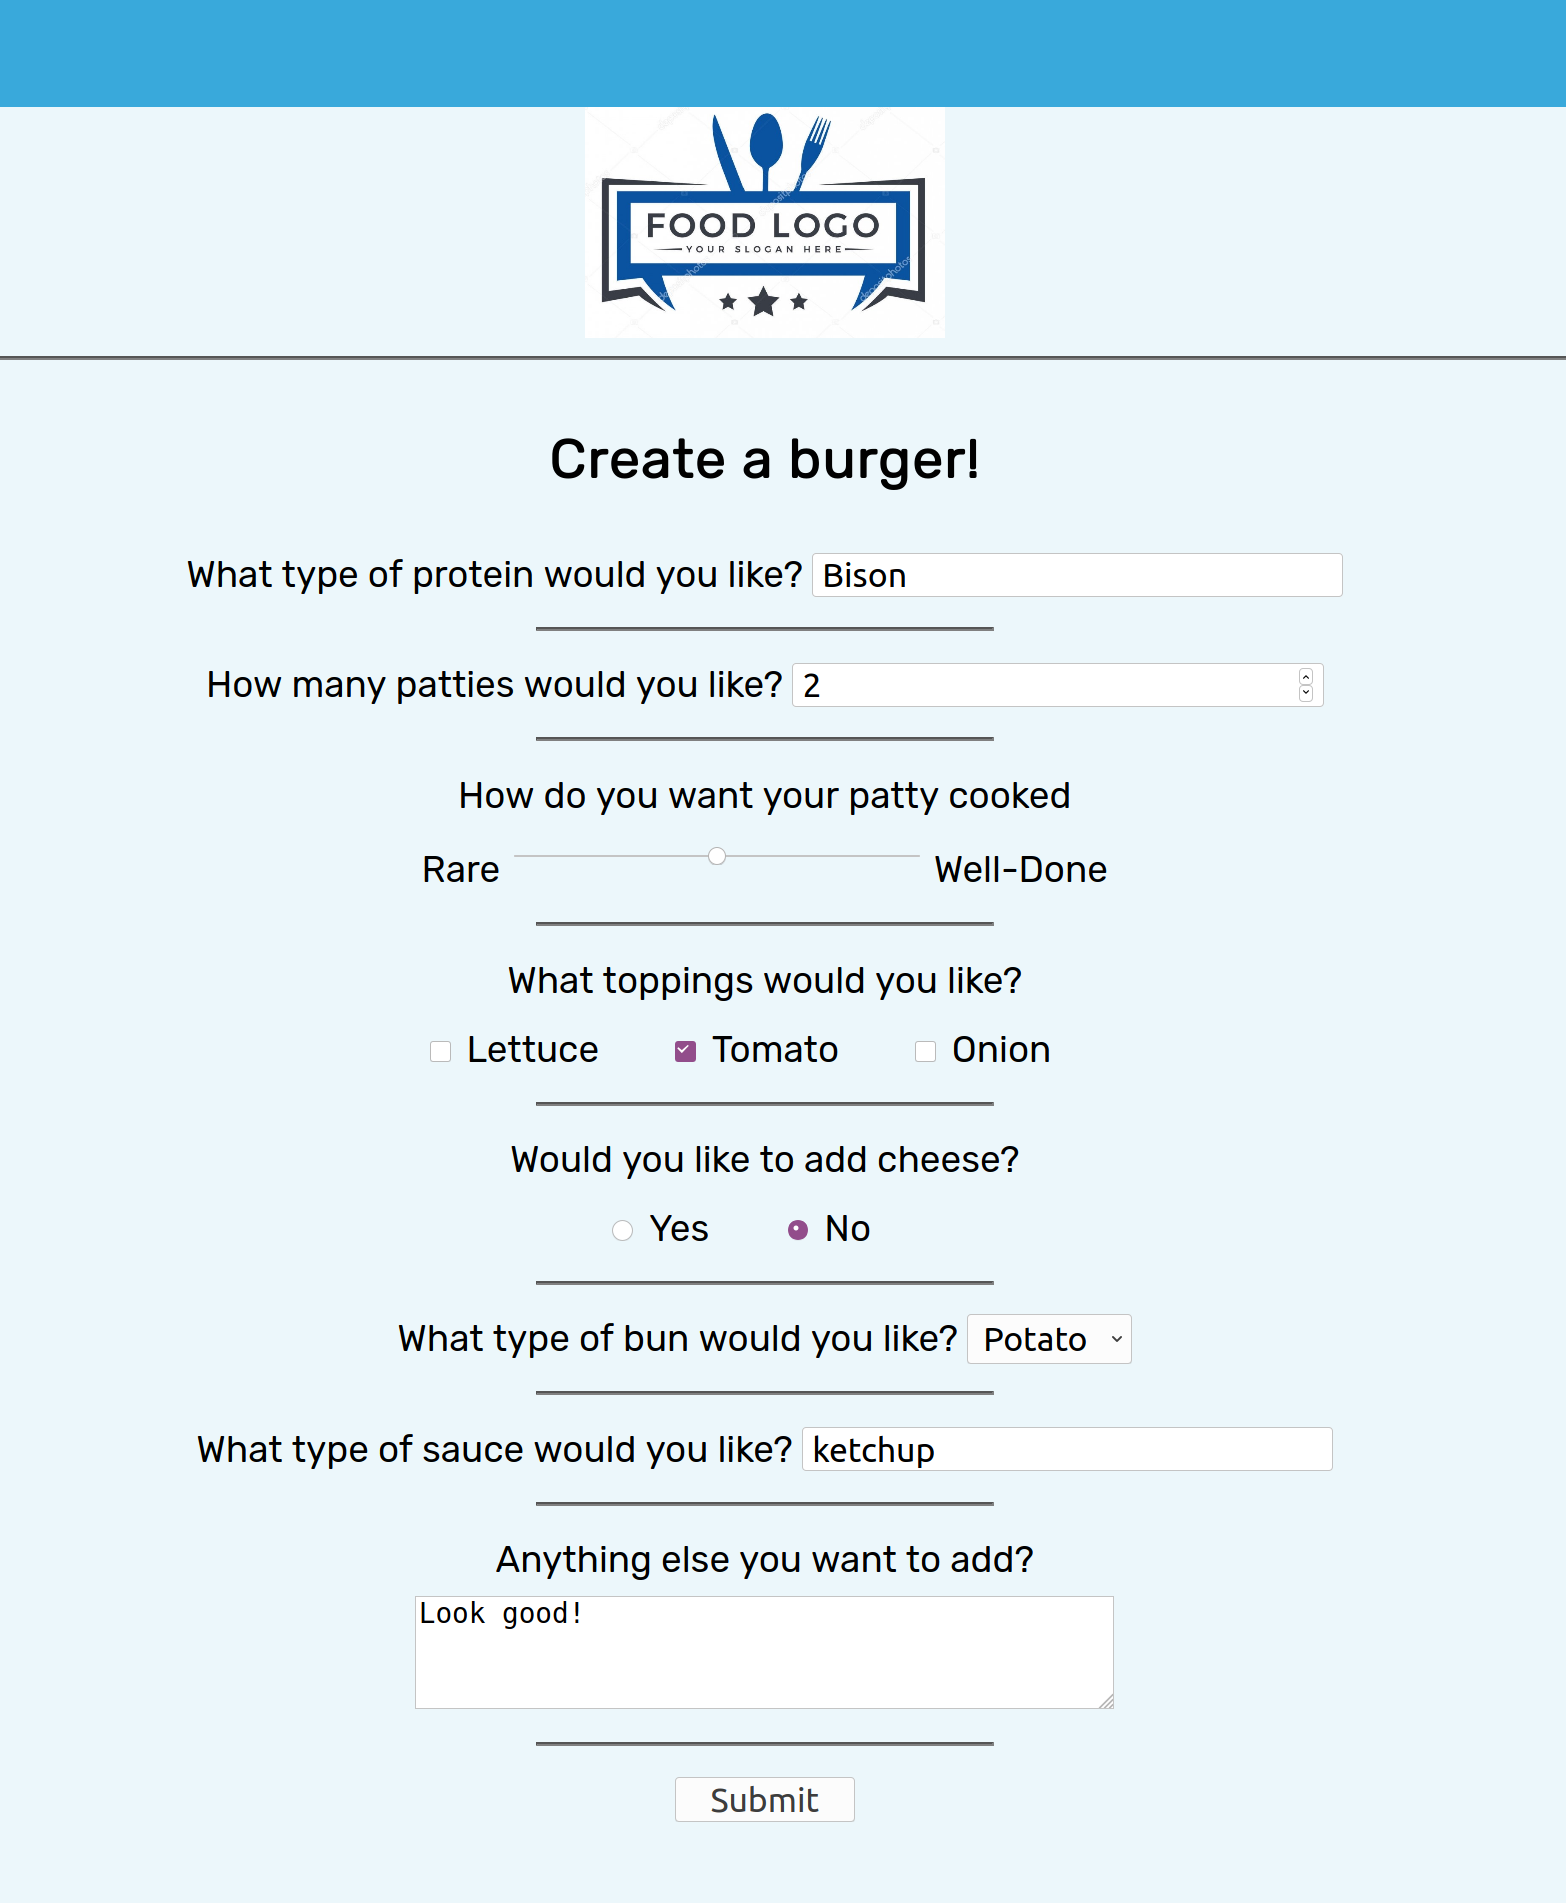 FOOD LOGO
YOUR SLOGAN HERE
Create a burger!
What type of protein would you like? Bison
How many patties would you like? 2
How do you want your patty cooked
Rare Well-Done
What toppings would you like?
Lettuce Tomato Onion
Would you like to add cheese?
Yes No
What type of bun would you like? Potato
What type of sauce would you like? ketchup
Anything else you want to add?
Look good!
Submit